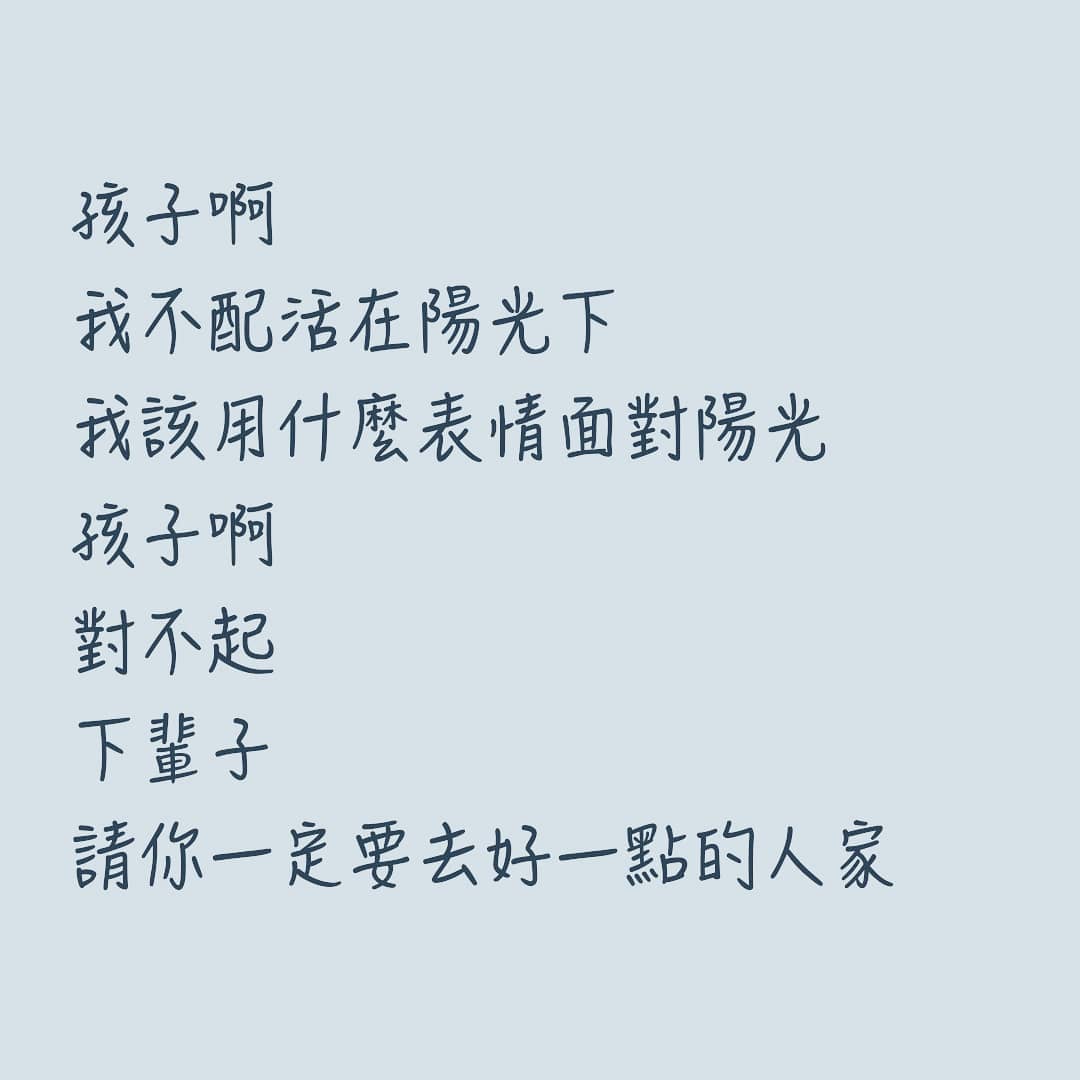 孩子啊
我不配活在陽光下
我該用什麼表情面對陽光
孩子啊
對不起
下輩子
請你一定要去好一點的人家